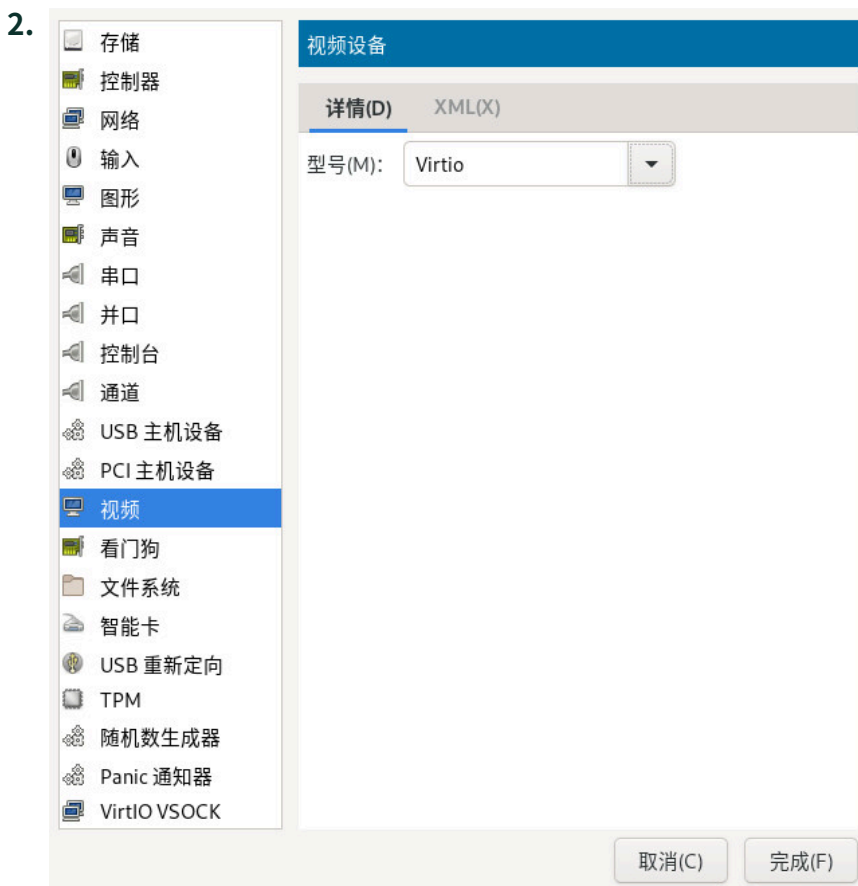 2.
存储
控制器
网络
输入
图形
声音
串口
并口
控制台
通道
USB 主机设备
PCI 主机设备
视频
看门狗
文件系统
智能卡
USB 重新定向
TPM
随机数生成器
Panic 通知器
VirtIO VSOCK
视频设备
详情(D) XML(X)
型号(M): Virtio
取消(C) 完成(F)